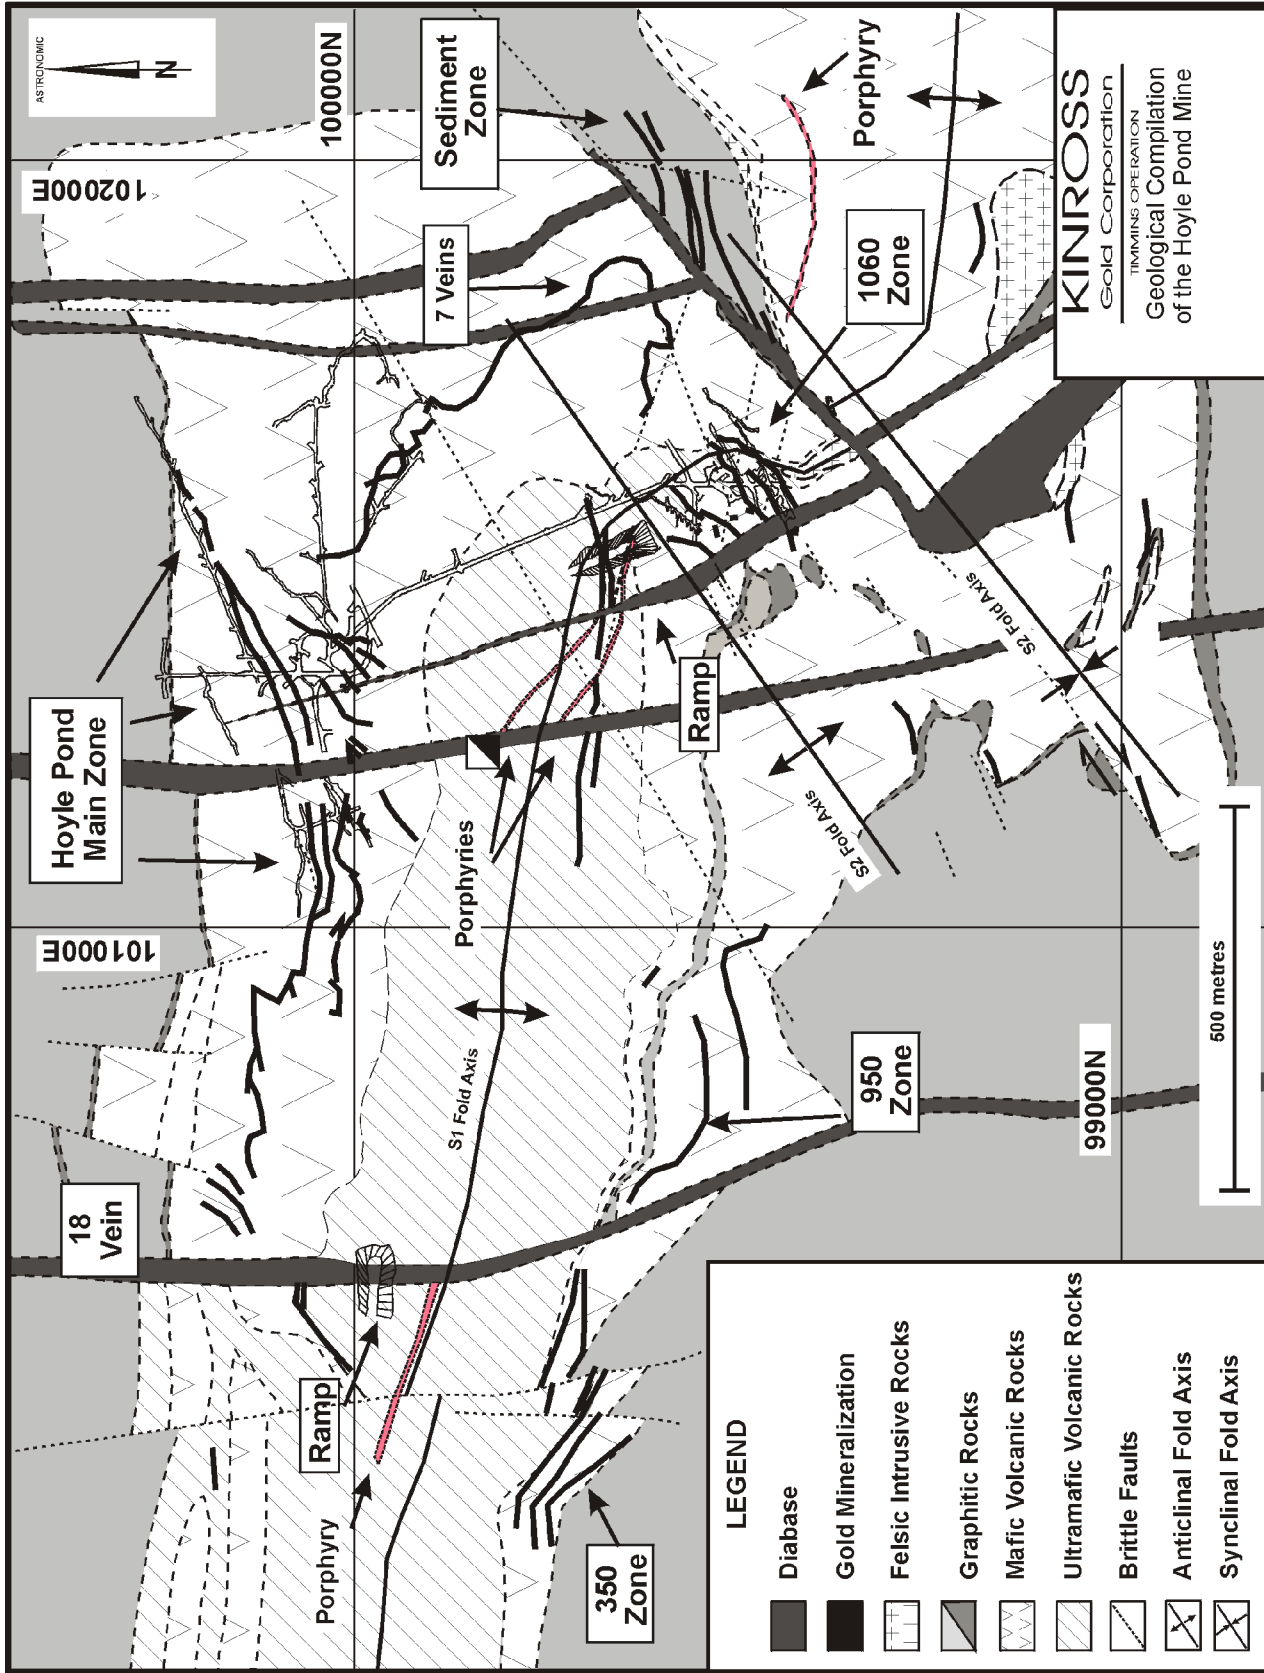 ASTRONOMIC
N
10000N
102000E
101000E
99000N
Sediment
Zone
Porphyry
7 Veins
1060
Zone
Hoyle Pond
Main Zone
Ramp
Porphyries
S2 Fold Axis
S2 Fold Axis
S1 Fold Axis
950
Zone
18
Vein
Ramp
Porphyry
350
Zone
500 metres
KINROSS
Gold Corporation
TIMMINS OPERATION
Geological Compilation
of the Hoyle Pond Mine
LEGEND
Diabase
Gold Mineralization
Felsic Intrusive Rocks
Graphitic Rocks
Mafic Volcanic Rocks
Ultramafic Volcanic Rocks
Brittle Faults
Anticlinal Fold Axis
Synclinal Fold Axis